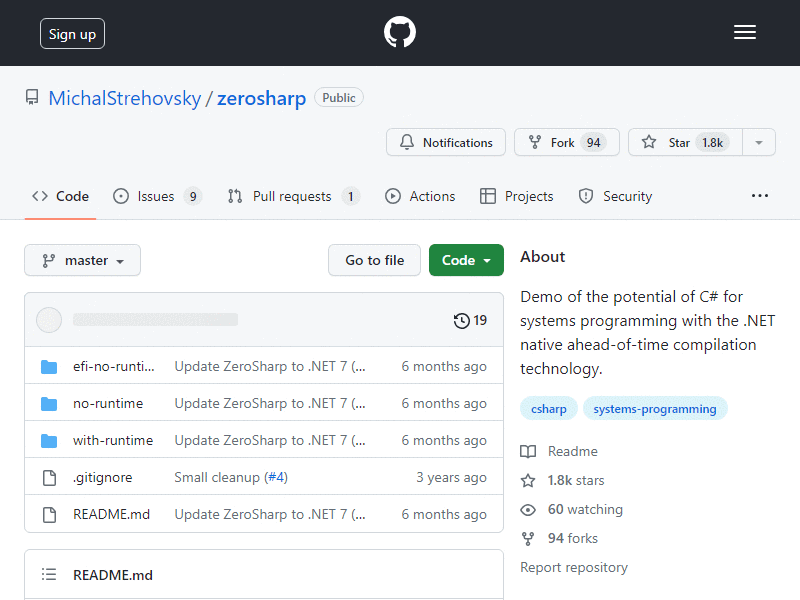 Sign up
MichalStrehovsky / zerosharp Public
Notifications Fork 94 Star 1.8k
Code Issues 9 Pull requests 1 Actions Projects Security
master Go to file Code
19
efi-no-runti... Update ZeroSharp to .NET 7 (... 6 months ago
no-runtime Update ZeroSharp to .NET 7 (... 6 months ago
with-runtime Update ZeroSharp to .NET 7 (... 6 months ago
.gitignore Small cleanup (#4) 3 years ago
README.md Update ZeroSharp to .NET 7 (... 6 months ago
README.md
About
Demo of the potential of C# for
systems programming with the .NET
native ahead-of-time compilation
technology.
csharp systems-programming
Readme
1.8k stars
60 watching
94 forks
Report repository